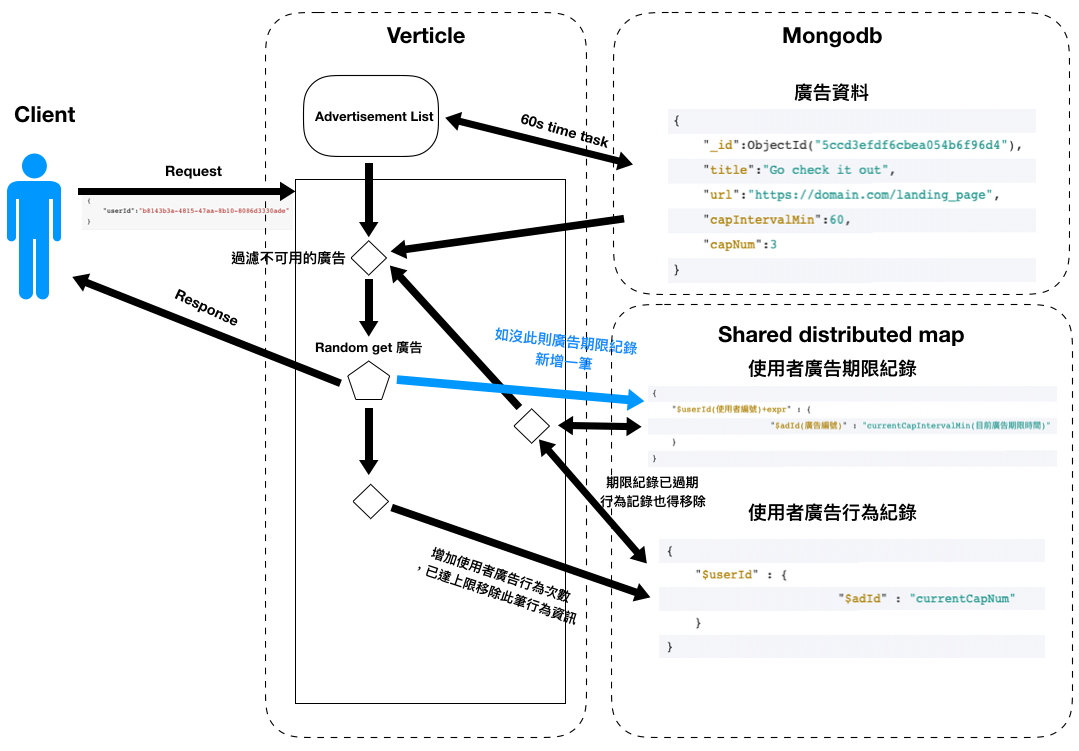 Client
Request
{
"userId":"b8143b3a-4815-47aa-8b10-8086d3330ade"
}
Response
Verticle
Advertisement List
過濾不可用的廣告
Random get 廣告
60s time task
如沒此則廣告期限紀錄
新增一筆
期限紀錄已過期
行為記錄也得移除
增加使用者廣告行為次數
，已達上限移除此筆行為資訊
Mongodb
廣告資料
{
"_id":ObjectId("5ccd3efdf6cbea054b6f96d4"),
"title":"Go check it out",
"url":"https://domain.com/landing_page",
"capIntervalMin":60,
"capNum":3
}
Shared distributed map
使用者廣告期限紀錄
{
"$userId(使用者編號)+expr" : {
"$adId(廣告編號)" : "currentCapIntervalMin(目前廣告期限時間)"
}
}
使用者廣告行為紀錄
{
"$userId" : {
"$adId" : "currentCapNum"
}
}